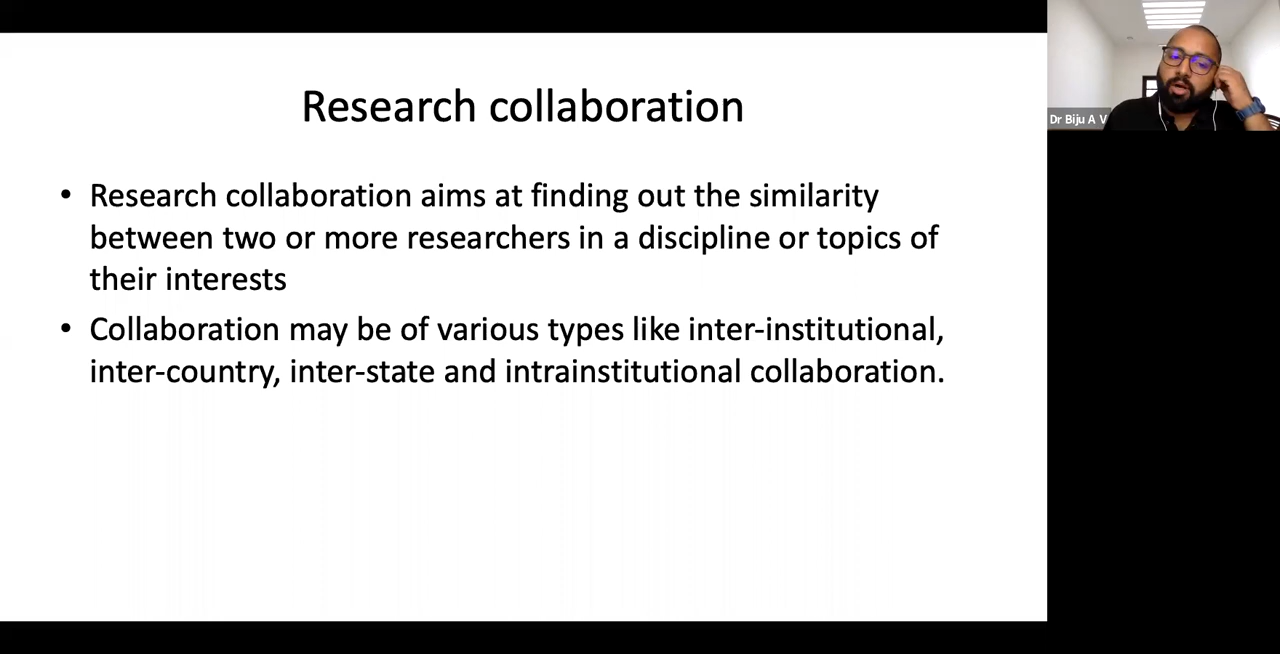 Research collaboration
• Research collaboration aims at finding out the similarity
between two or more researchers in a discipline or topics of
their interests
• Collaboration may be of various types like inter-institutional,
inter-country, inter-state and intrainstitutional collaboration.
Dr Biju A V